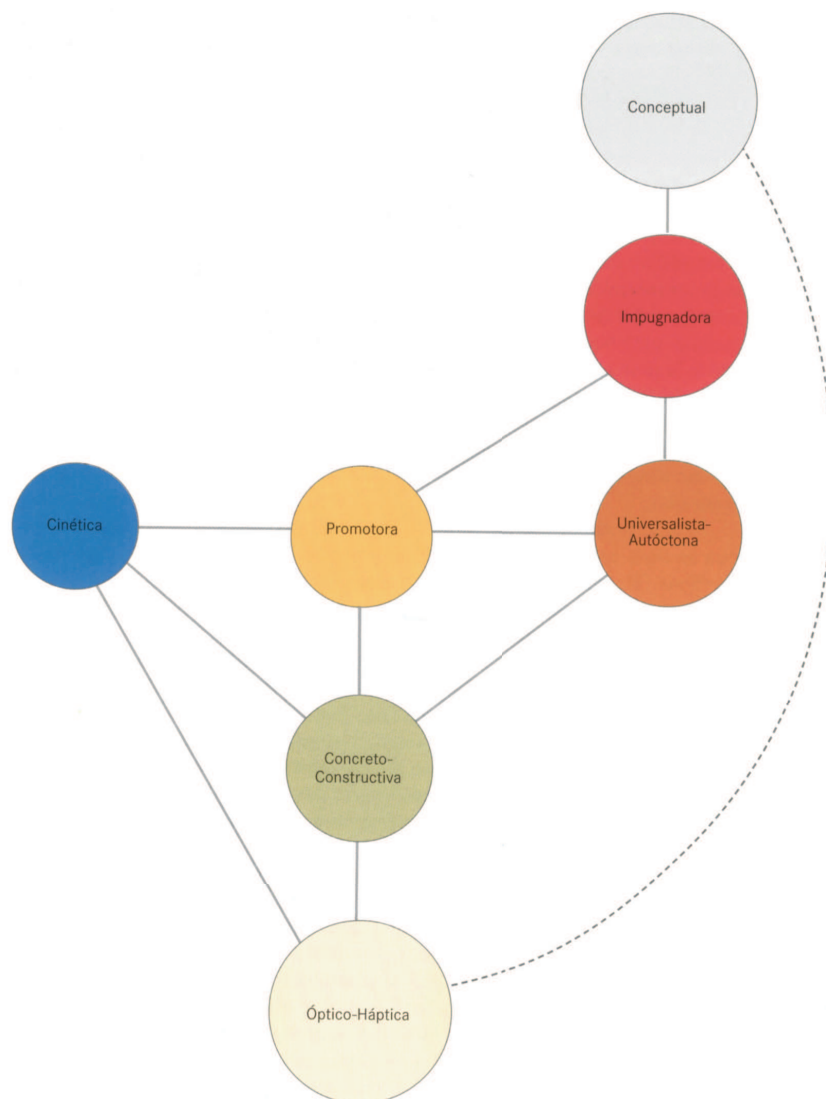 Conceptual
Impugnadora
Cinética
Promotora
Universalista-
Autóctona
Concreto-
Constructiva
Óptico-Háptica